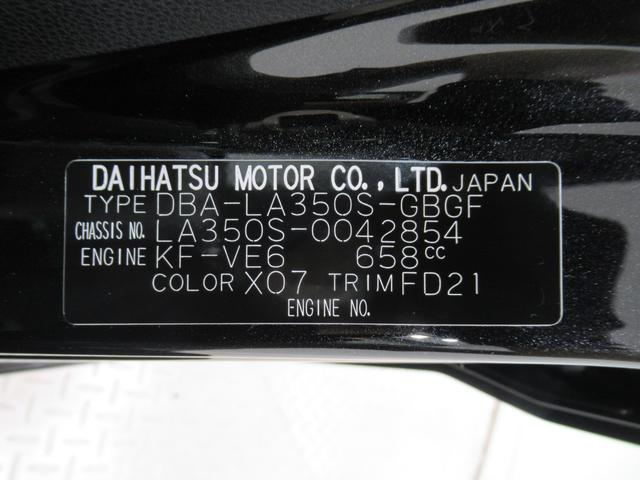 DAIHATSU MOTOR CO., LTD. JAPAN
TYPE DBA-LA350S-GBGF
CHASSIS NO. LA350S-0042854
ENGINE KF-VE6 658cc
COLOR X07 TRIM FD21
ENGINE NO.